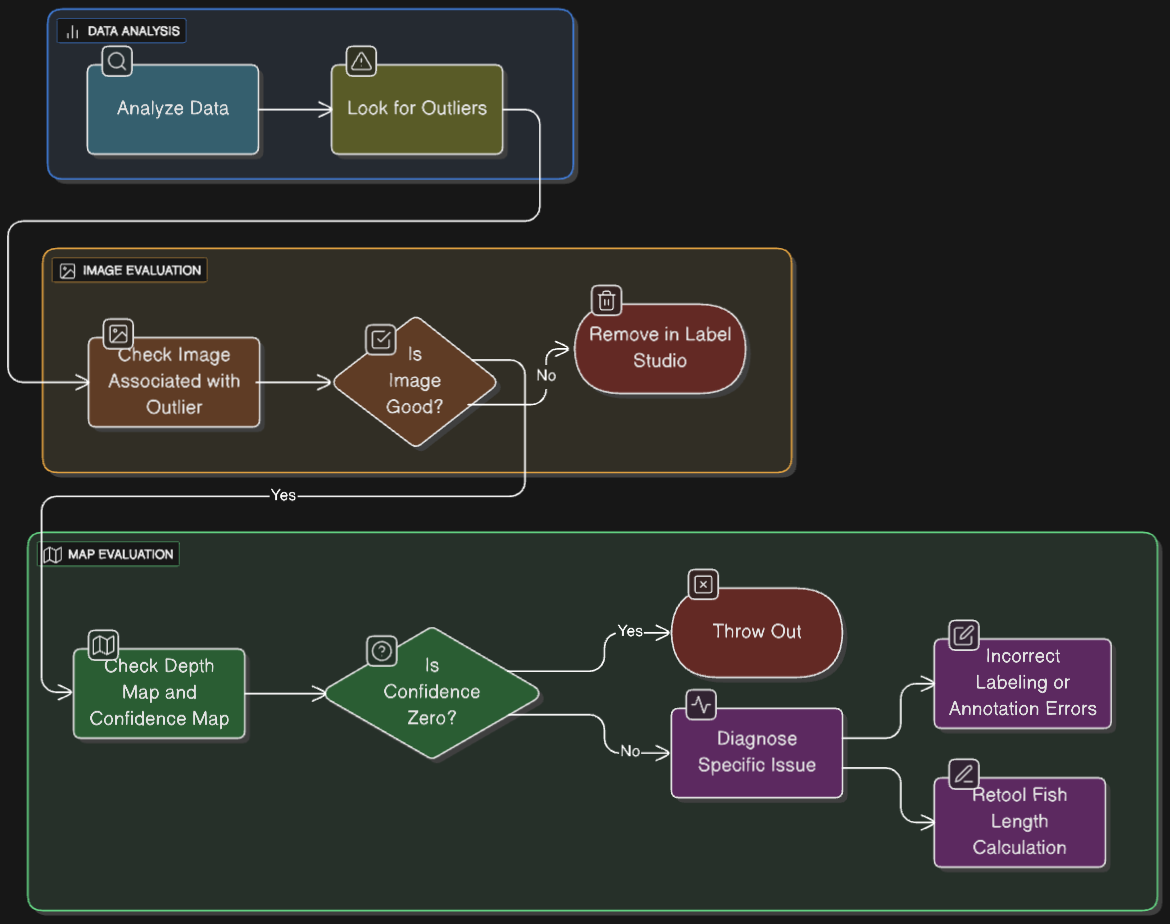 DATA ANALYSIS
Analyze Data
Look for Outliers
IMAGE EVALUATION
Check Image
Associated with
Outlier
Is
Image
Good?
No
Remove in Label
Studio
Yes
MAP EVALUATION
Check Depth
Map and
Confidence Map
Is
Confidence
Zero?
Yes
Throw Out
No
Diagnose
Specific Issue
Incorrect
Labeling or
Annotation Errors
Retool Fish
Length
Calculation